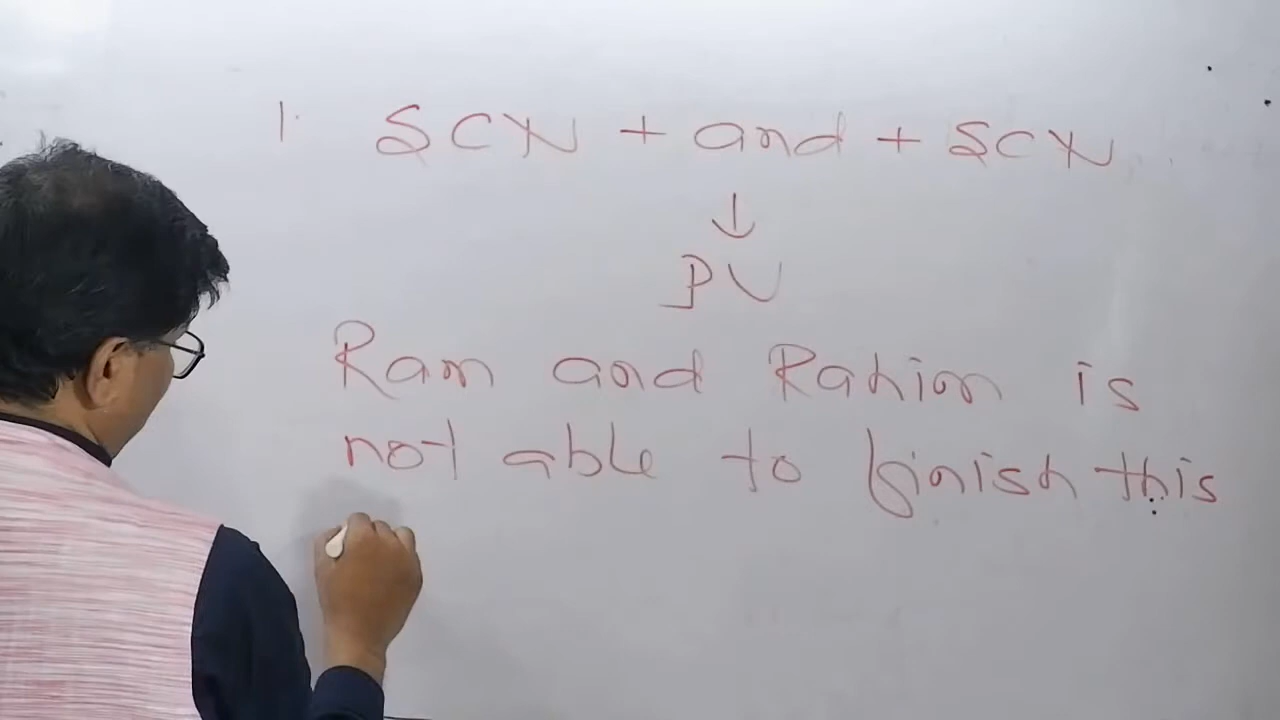 1. SCN + and + SCN
↓
PV
Ram and Rahim is
not able to finish this